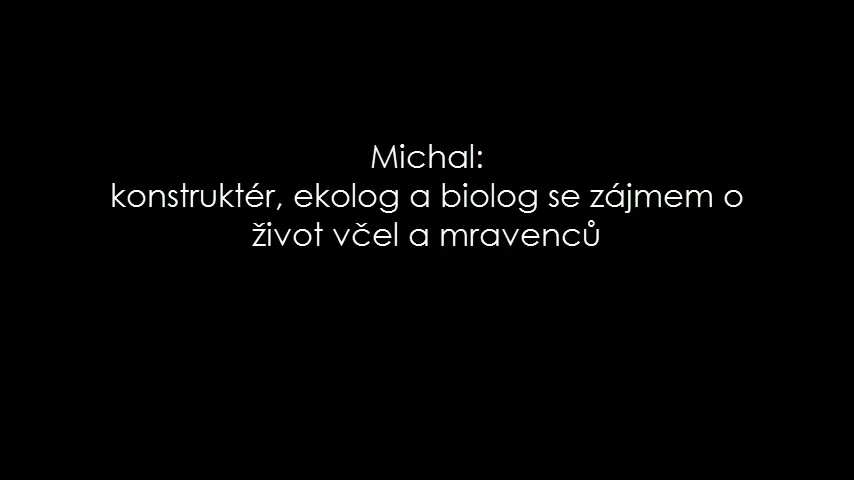 Michal:
konstruktér, ekolog a biolog se zájmem o
život včel a mravenců